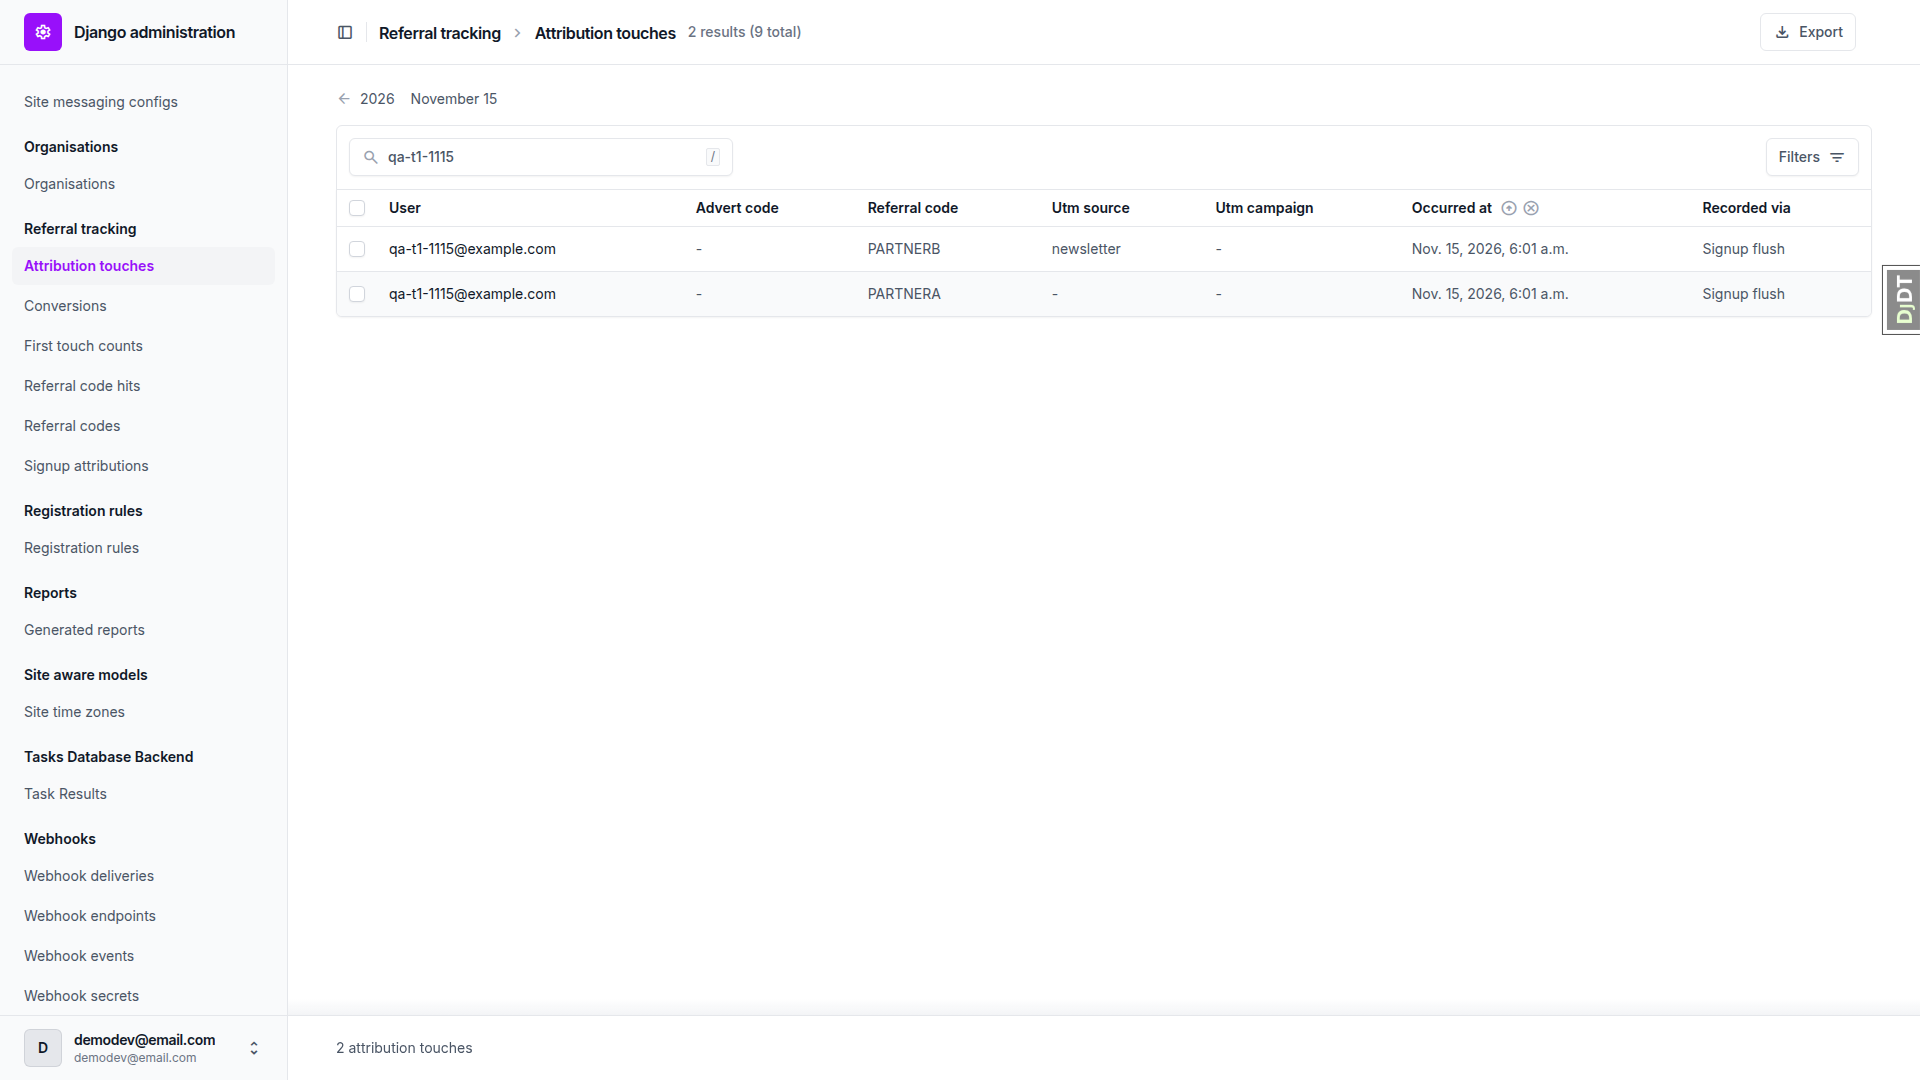 Django administration
Site messaging configs
Organisations
Organisations
Referral tracking
Attribution touches
Conversions
First touch counts
Referral code hits
Referral codes
Signup attributions
Registration rules
Registration rules
Reports
Generated reports
Site aware models
Site time zones
Tasks Database Backend
Task Results
Webhooks
Webhook deliveries
Webhook endpoints
Webhook events
Webhook secrets
D
demodev@email.com
demodev@email.com
Referral tracking > Attribution touches 2 results (9 total)
Export
← 2026 November 15
qa-t1-1115 /
Filters
User Advert code Referral code Utm source Utm campaign Occurred at Recorded via
qa-t1-1115@example.com - PARTNERB newsletter - Nov. 15, 2026, 6:01 a.m. Signup flush
qa-t1-1115@example.com - PARTNERA - - Nov. 15, 2026, 6:01 a.m. Signup flush
DjDT
2 attribution touches